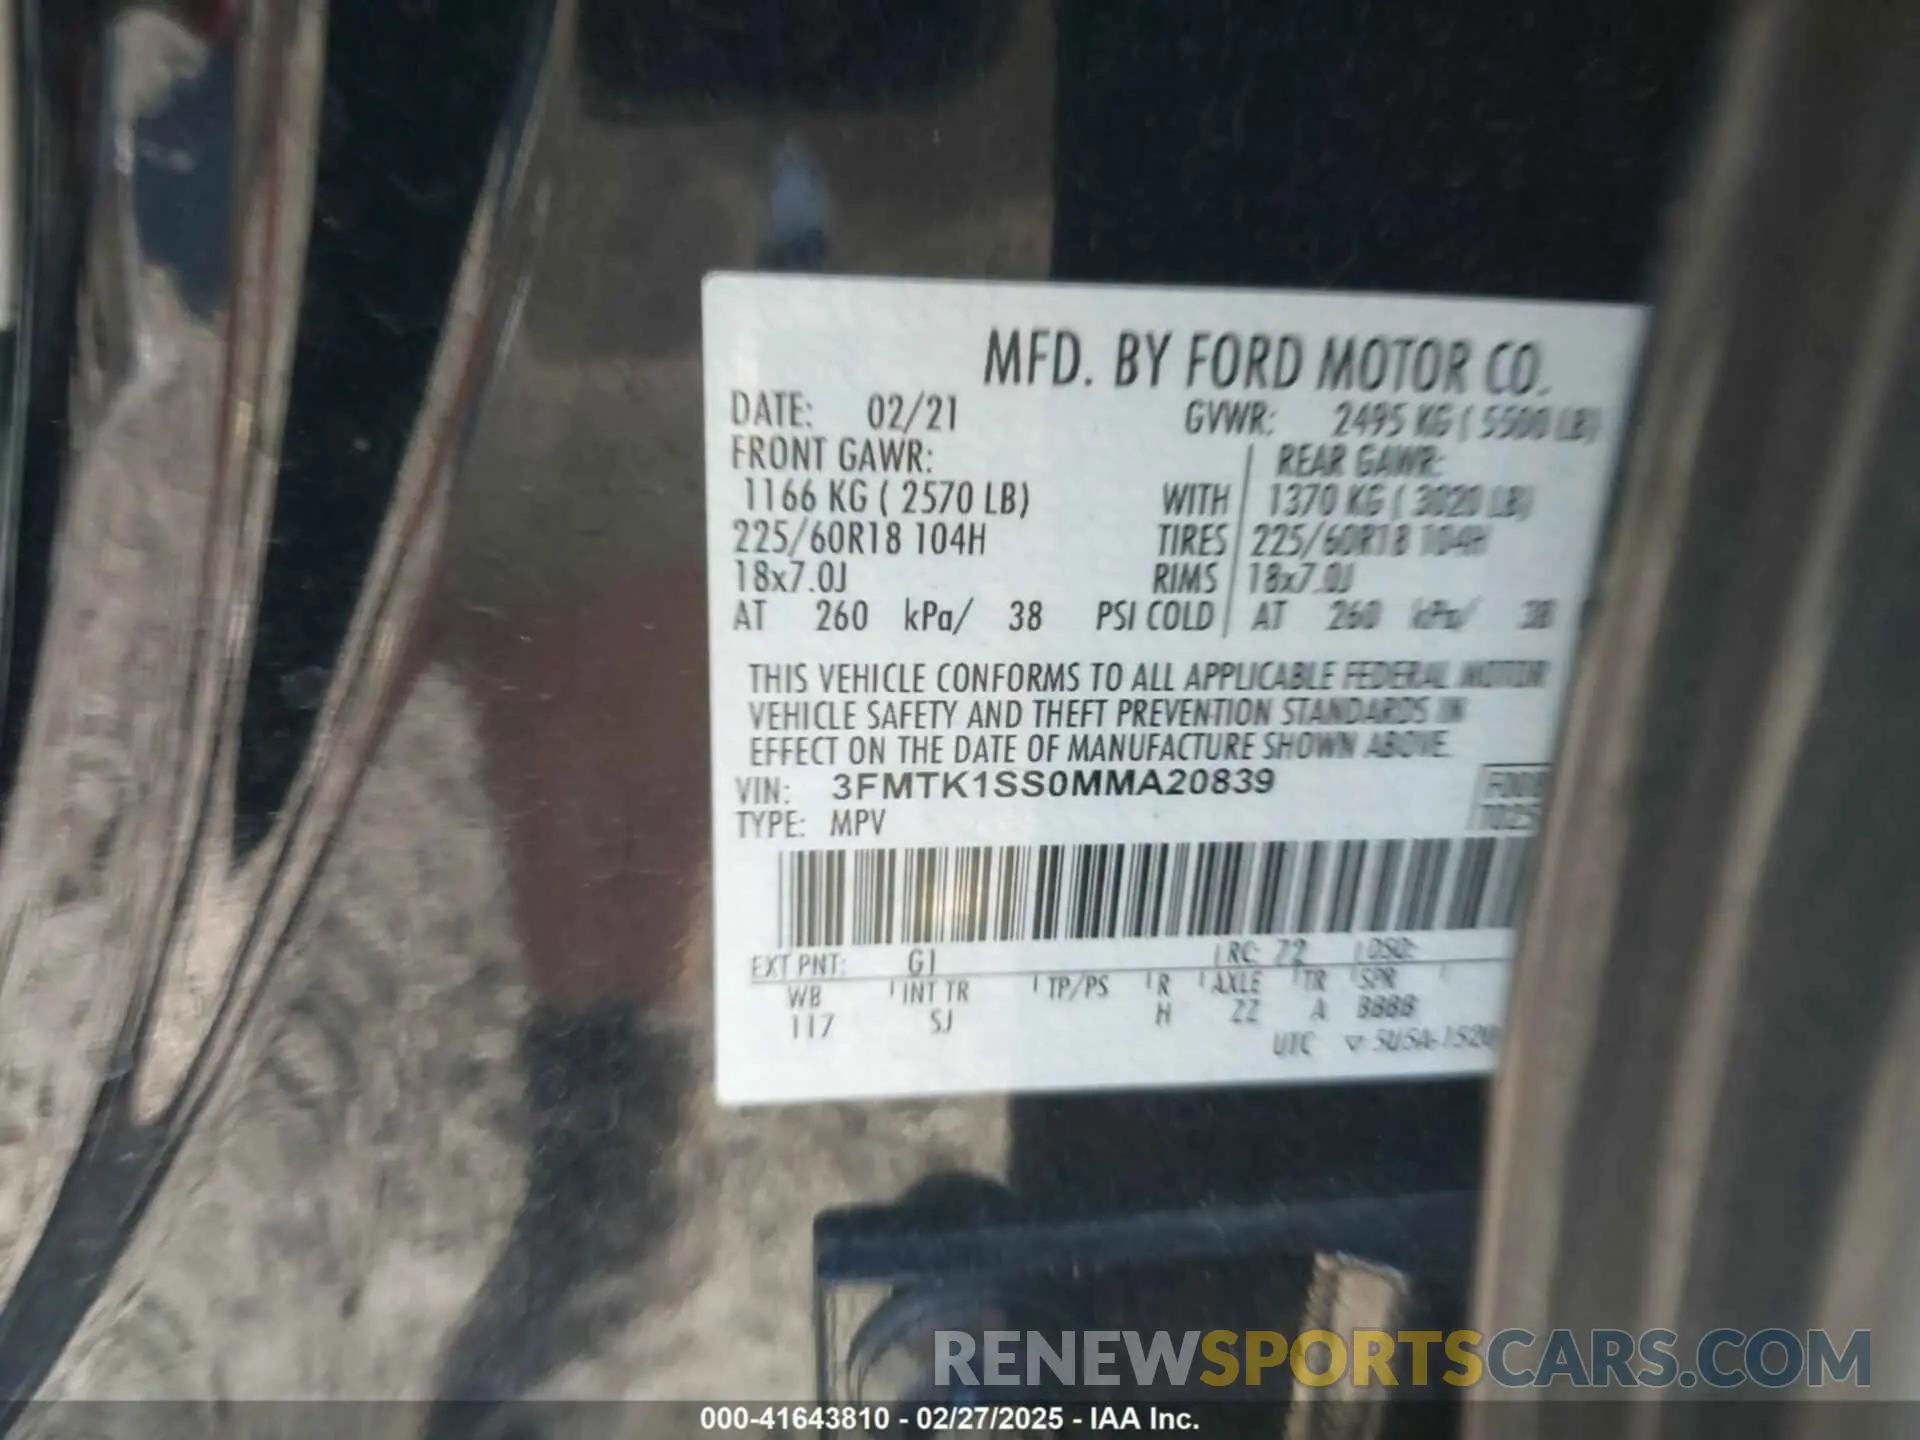 MFD. BY FORD MOTOR CO.
DATE: 02/21 GVWR: 2495 KG ( 5500 LB)
FRONT GAWR: REAR GAWR:
1166 KG ( 2570 LB) WITH 1370 KG ( 3020 LB)
225/60R18 104H TIRES 225/60R18 104H
18x7.0J RIMS 18x7.0J
AT 260 kPa/ 38 PSI COLD AT 260 kPa/ 38
THIS VEHICLE CONFORMS TO ALL APPLICABLE FEDERAL MOTOR
VEHICLE SAFETY AND THEFT PREVENTION STANDARDS IN
EFFECT ON THE DATE OF MANUFACTURE SHOWN ABOVE.
VIN: 3FMTK1SS0MMA20839
TYPE: MPV
EXT PNT: G1 RC: 72 DSO:
WB INT TR TP/PS R AXLE TR SPR
117 SJ H ZZ A BBBB
UTC
RENEWSPORTSCARS.COM
000-41643810 - 02/27/2025 - IAA Inc.